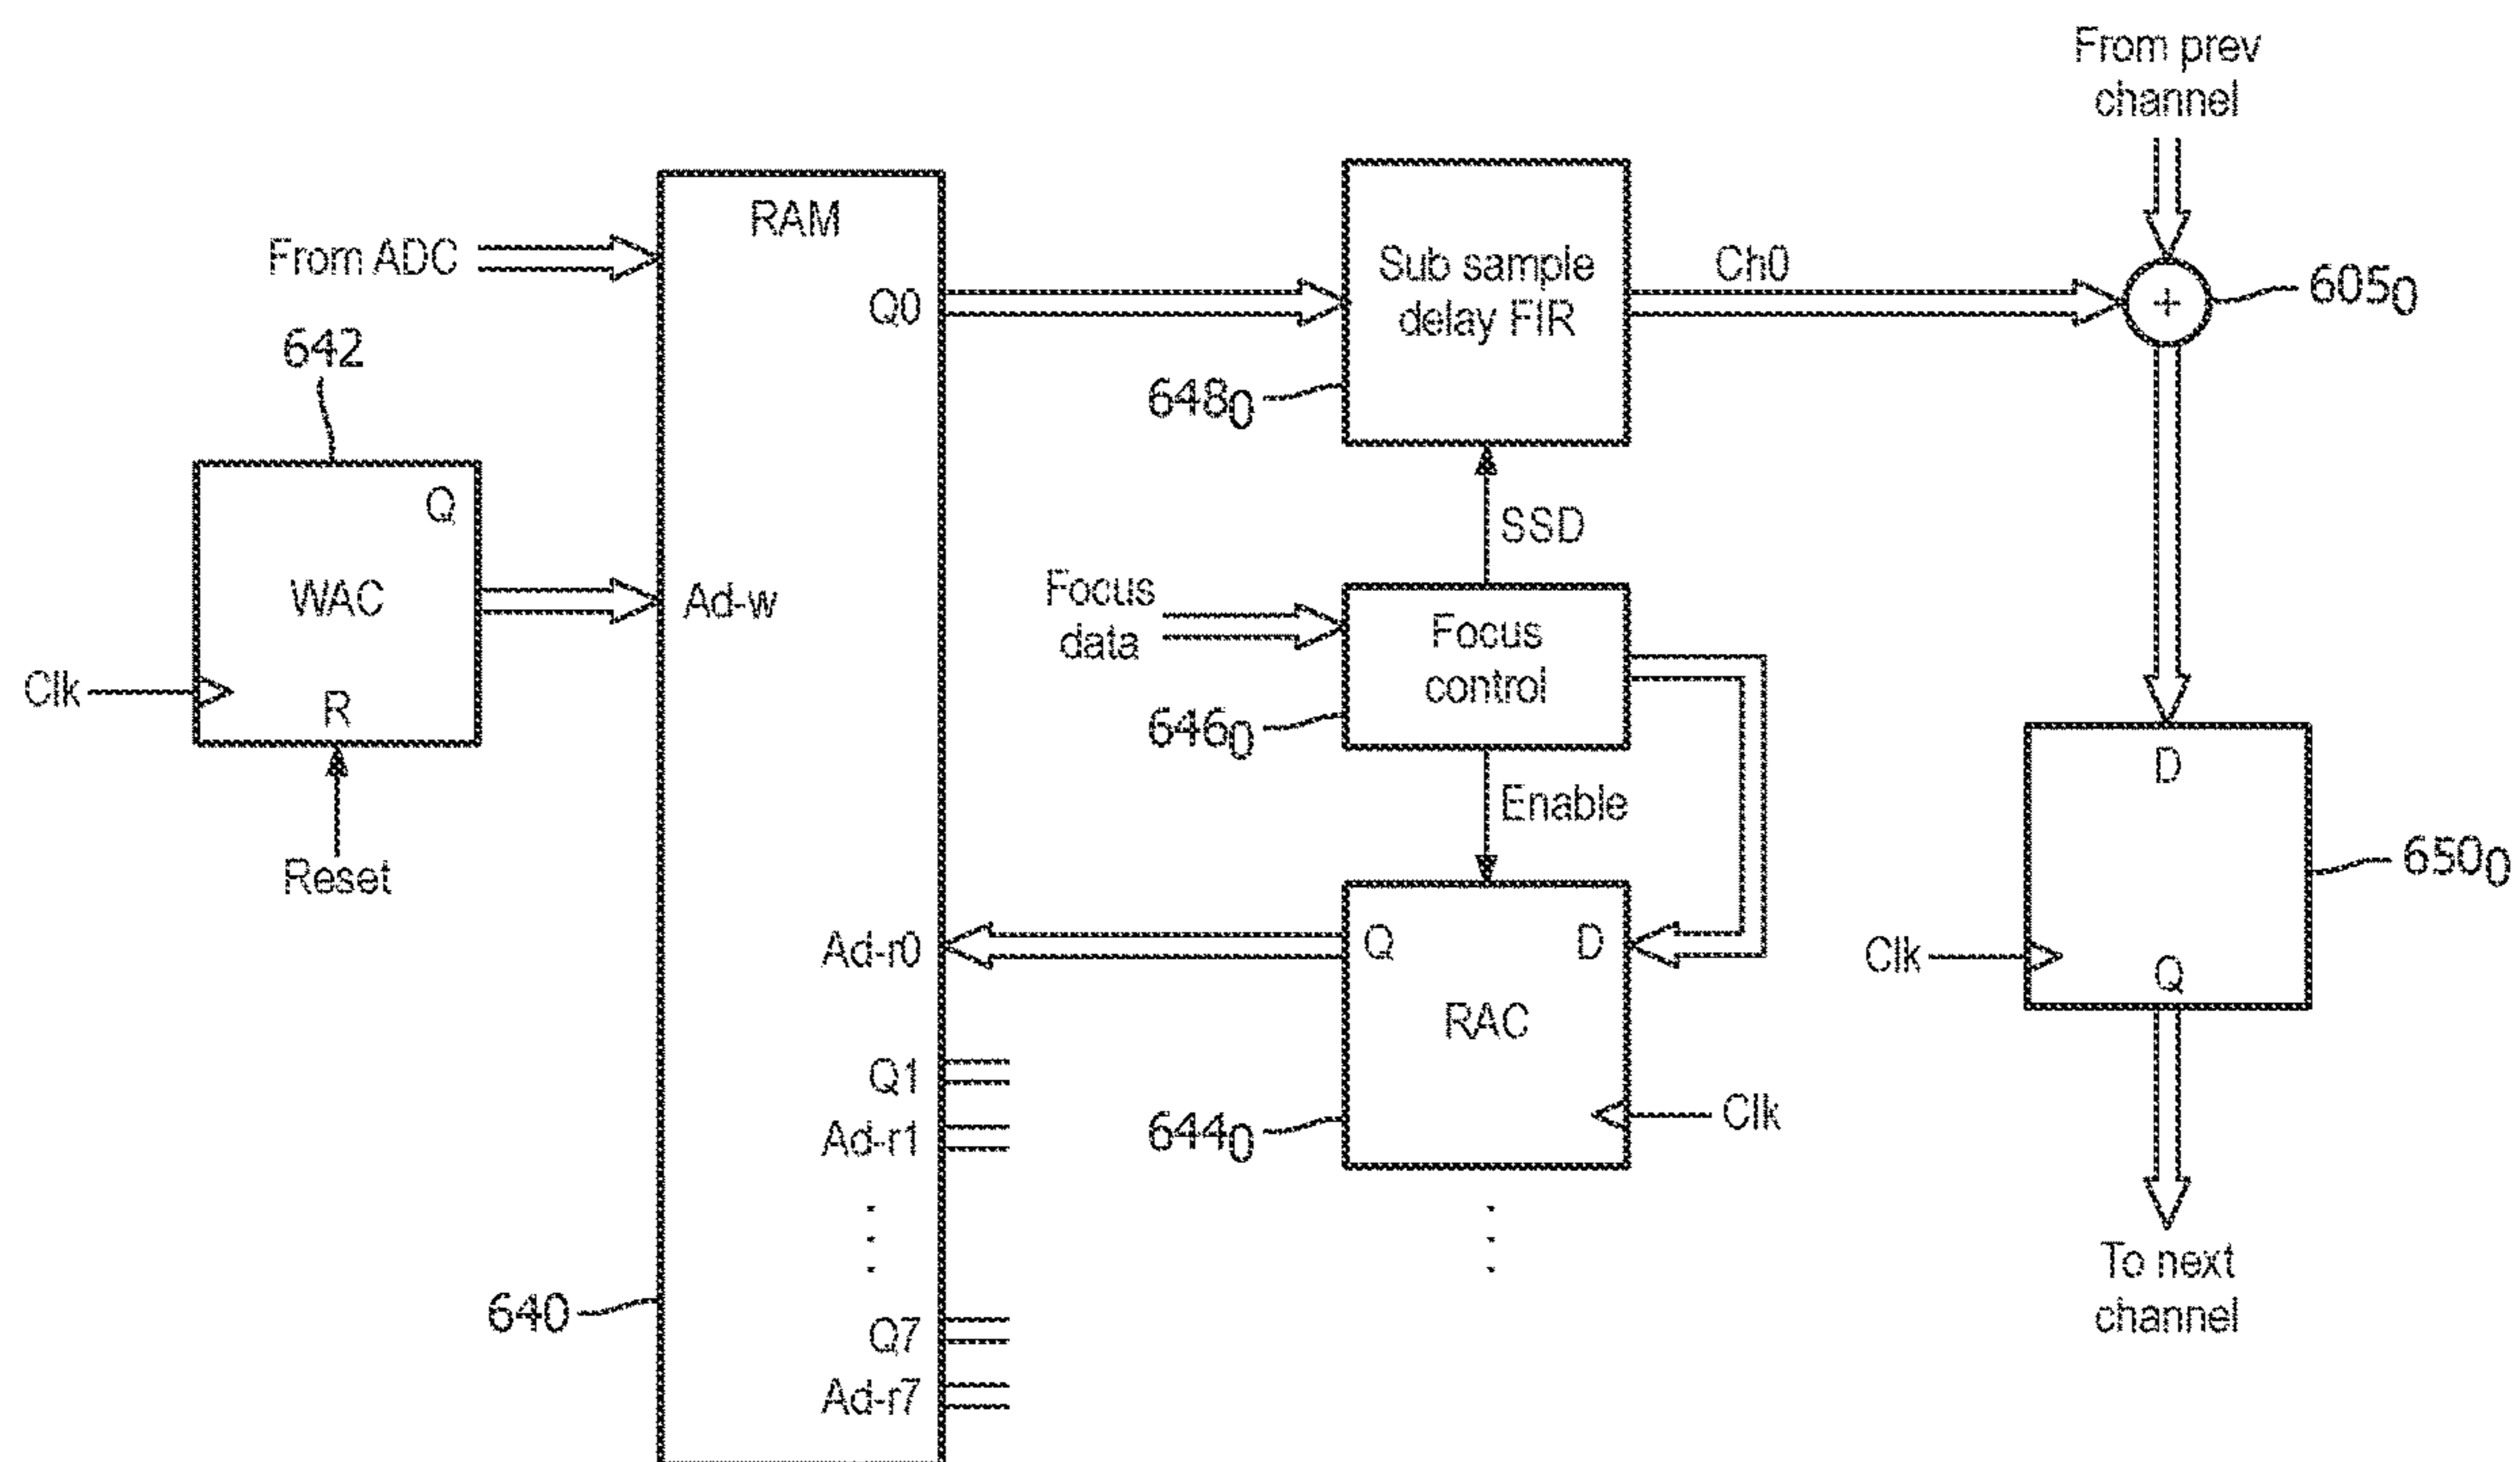 From prev
channel
RAM
From ADC
Q0
Sub sample
delay FIR
Ch0
+
605₀
642
648₀
Q
WAC
Ad-w
SSD
Focus
data
Focus
control
Clk
R
646₀
D
Enable
Reset
650₀
Ad-r0
Q
D
Clk
Q
RAC
Q1
Ad-r1
644₀
Clk
To next
channel
640
Q7
Ad-r7